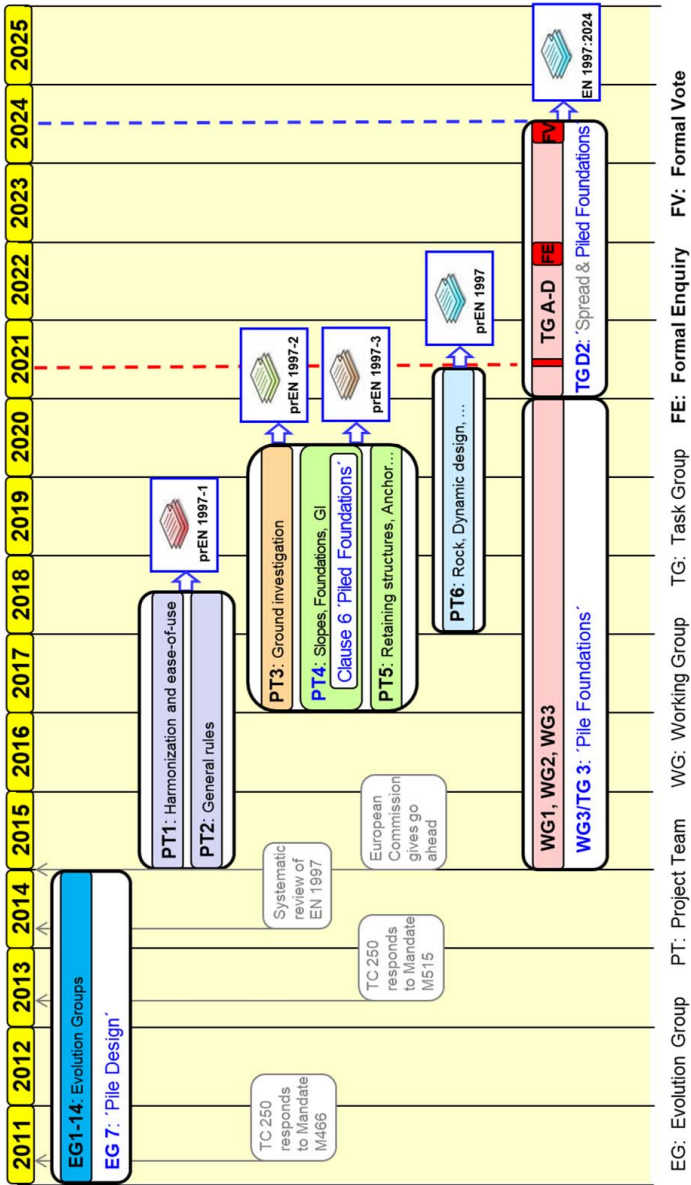 2011 2012 2013 2014 2015 2016 2017 2018 2019 2020 2021 2022 2023 2024 2025
EG1-14: Evolution Groups
EG 7: ´Pile Design´
PT1: Harmonization and ease-of-use
PT2: General rules
prEN 1997-1
TC 250
responds
to Mandate
M466
Systematic
review of
EN 1997
PT3: Ground investigation
prEN 1997-2
PT4: Slopes, Foundations, GI
Clause 6 ´Piled Foundations´
prEN 1997-3
PT5: Retaining structures, Anchor…
TC 250
responds
to Mandate
M515
European
Commission
gives go
ahead
PT6: Rock, Dynamic design, …
prEN 1997
WG1, WG2, WG3
WG3/TG 3: ´Pile Foundations´
TG A-D
FE
FV
TG D2: ´Spread & Piled Foundations
EN 1997:2024
EG: Evolution Group PT: Project Team WG: Working Group TG: Task Group FE: Formal Enquiry FV: Formal Vote